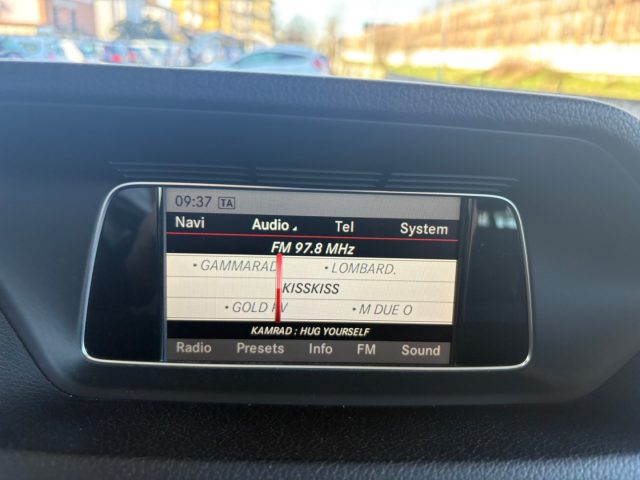 09:37 TA
Navi Audio Tel System
FM 97.8 MHz
• GAMMARAD • LOMBARD.
KISSKISS
• GOLD • M DUE O
KAMRAD : HUG YOURSELF
Radio Presets Info FM Sound